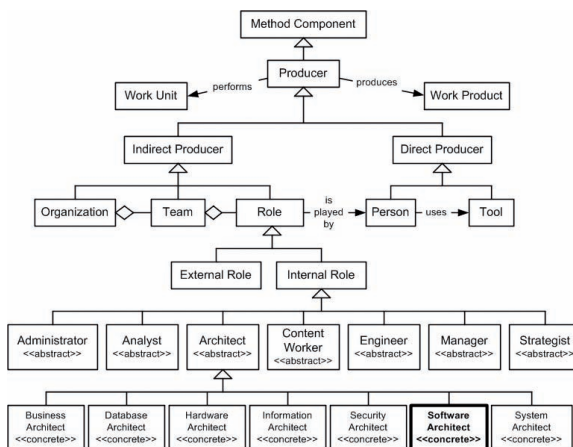 Method Component
Producer
performs
produces
Work Unit
Work Product
Indirect Producer
Direct Producer
Organization
Team
Role
is
played
by
Person
uses
Tool
External Role
Internal Role
Administrator
<<abstract>>
Analyst
<<abstract>>
Architect
<<abstract>>
Content
Worker
<<abstract>>
Engineer
<<abstract>>
Manager
<<abstract>>
Strategist
<<abstract>>
Business
Architect
<<concrete>>
Database
Architect
<<concrete>>
Hardware
Architect
<<concrete>>
Information
Architect
<<concrete>>
Security
Architect
<<concrete>>
Software
Architect
<<concrete>>
System
Architect
<<concrete>>